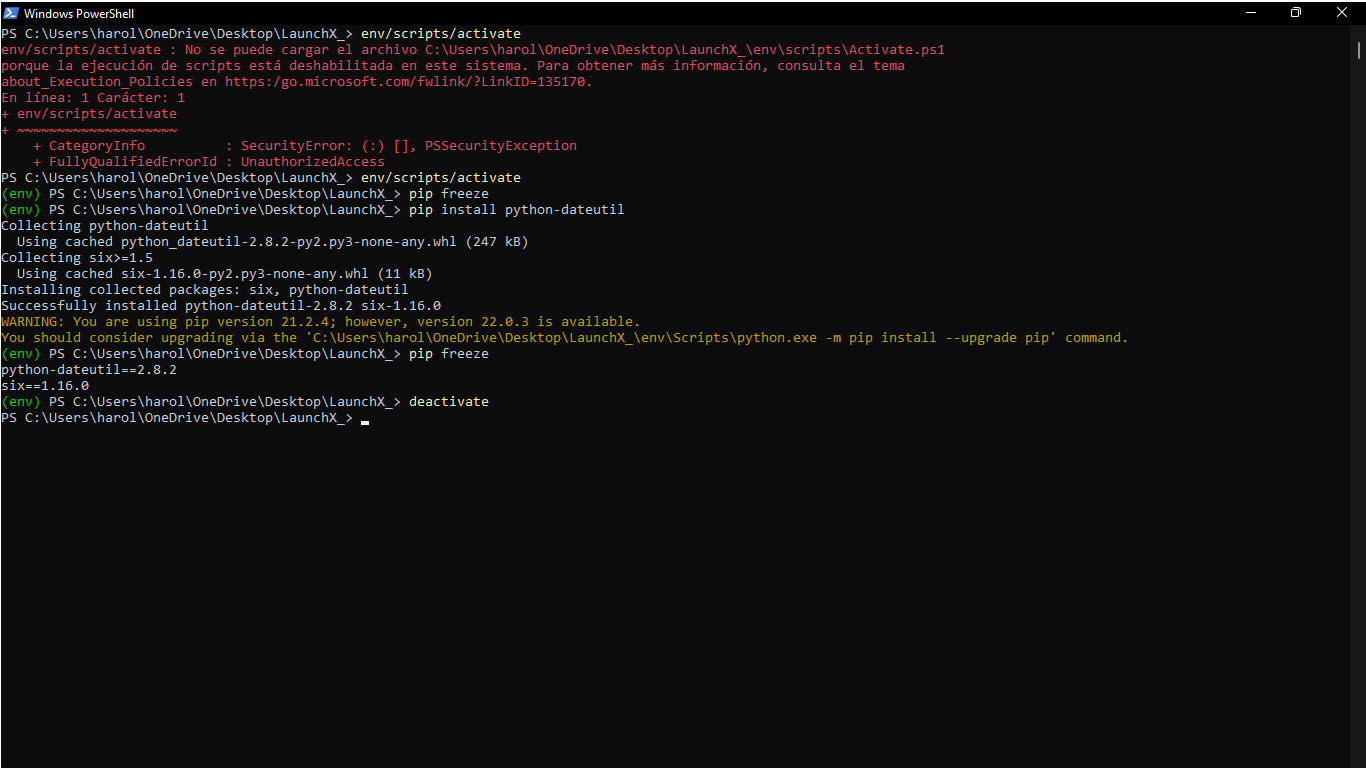 Windows PowerShell
PS C:\Users\harol\OneDrive\Desktop\LaunchX_> env/scripts/activate
env/scripts/activate : No se puede cargar el archivo C:\Users\harol\OneDrive\Desktop\LaunchX_\env\scripts\Activate.ps1
porque la ejecución de scripts está deshabilitada en este sistema. Para obtener más información, consulta el tema
about_Execution_Policies en https:/go.microsoft.com/fwlink/?LinkID=135170.
En línea: 1 Carácter: 1
+ env/scripts/activate
+ ~~~~~~~~~~~~~~~~~~~~
    + CategoryInfo          : SecurityError: (:) [], PSSecurityException
    + FullyQualifiedErrorId : UnauthorizedAccess
PS C:\Users\harol\OneDrive\Desktop\LaunchX_> env/scripts/activate
(env) PS C:\Users\harol\OneDrive\Desktop\LaunchX_> pip freeze
(env) PS C:\Users\harol\OneDrive\Desktop\LaunchX_> pip install python-dateutil
Collecting python-dateutil
  Using cached python_dateutil-2.8.2-py2.py3-none-any.whl (247 kB)
Collecting six>=1.5
  Using cached six-1.16.0-py2.py3-none-any.whl (11 kB)
Installing collected packages: six, python-dateutil
Successfully installed python-dateutil-2.8.2 six-1.16.0
WARNING: You are using pip version 21.2.4; however, version 22.0.3 is available.
You should consider upgrading via the 'C:\Users\harol\OneDrive\Desktop\LaunchX_\env\Scripts\python.exe -m pip install --upgrade pip' command.
(env) PS C:\Users\harol\OneDrive\Desktop\LaunchX_> pip freeze
python-dateutil==2.8.2
six==1.16.0
(env) PS C:\Users\harol\OneDrive\Desktop\LaunchX_> deactivate
PS C:\Users\harol\OneDrive\Desktop\LaunchX_>